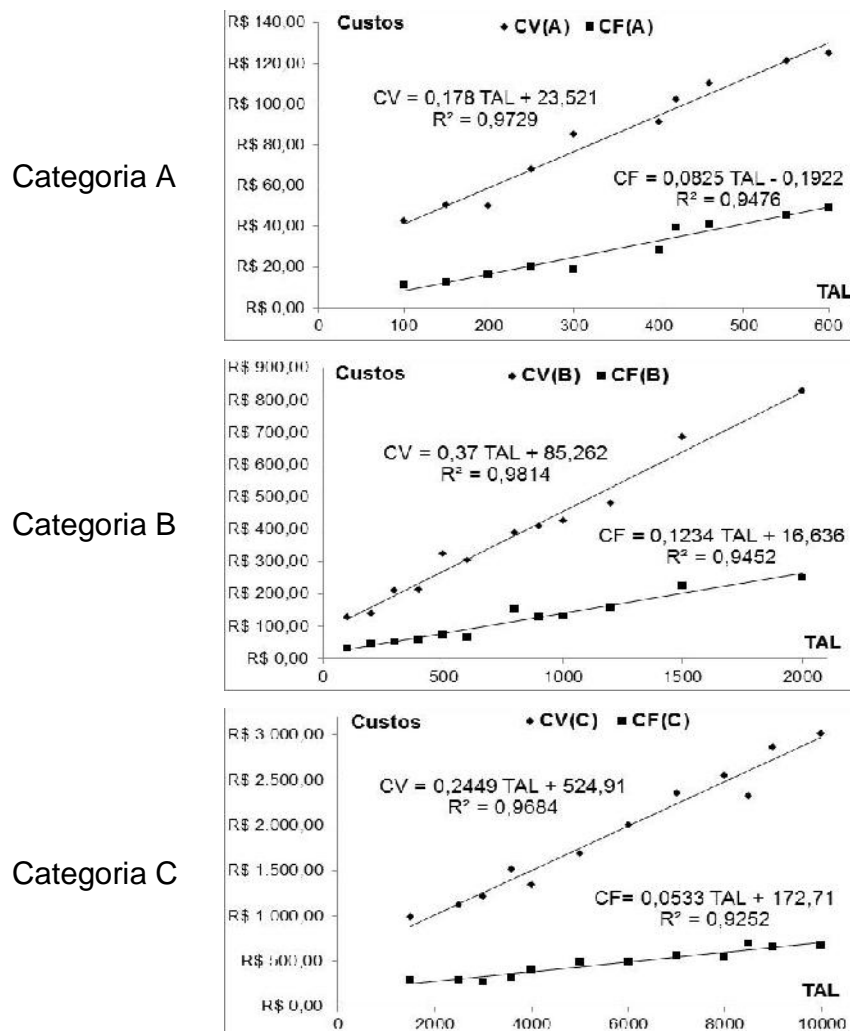 Categoria A
Custos
CV(A) CF(A)
R$ 140,00
R$ 120,00
R$ 100,00
R$ 80,00
R$ 60,00
R$ 40,00
R$ 20,00
R$ 0,00
CV = 0,178 TAL + 23,521
R² = 0,9729
CF = 0,0825 TAL - 0,1922
R² = 0,9476
TAL
0 100 200 300 400 500 600
Categoria B
Custos
CV(B) CF(B)
R$ 900,00
R$ 800,00
R$ 700,00
R$ 600,00
R$ 500,00
R$ 400,00
R$ 300,00
R$ 200,00
R$ 100,00
R$ 0,00
CV = 0,37 TAL + 85,262
R² = 0,9814
CF = 0,1234 TAL + 16,636
R² = 0,9452
TAL
0 500 1000 1500 2000
Categoria C
Custos
CV(C) CF(C)
R$ 3.000,00
R$ 2.500,00
R$ 2.000,00
R$ 1.500,00
R$ 1.000,00
R$ 500,00
R$ 0,00
CV = 0,2449 TAL + 524,91
R² = 0,9684
CF= 0,0533 TAL + 172,71
R² = 0,9252
TAL
0 2000 4000 6000 8000 10000